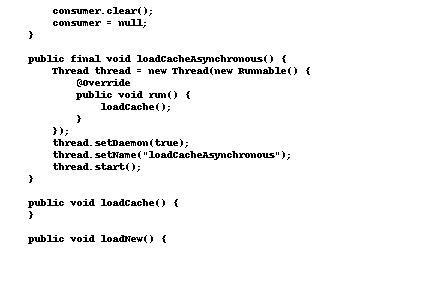 consumer.clear();
consumer = null;
}
public final void loadCacheAsynchronous() {
Thread thread = new Thread(new Runnable() {
@Override
public void run() {
loadCache();
}
});
thread.setDaemon(true);
thread.setName("loadCacheAsynchronous");
thread.start();
}
public void loadCache() {
}
public void loadNew() {